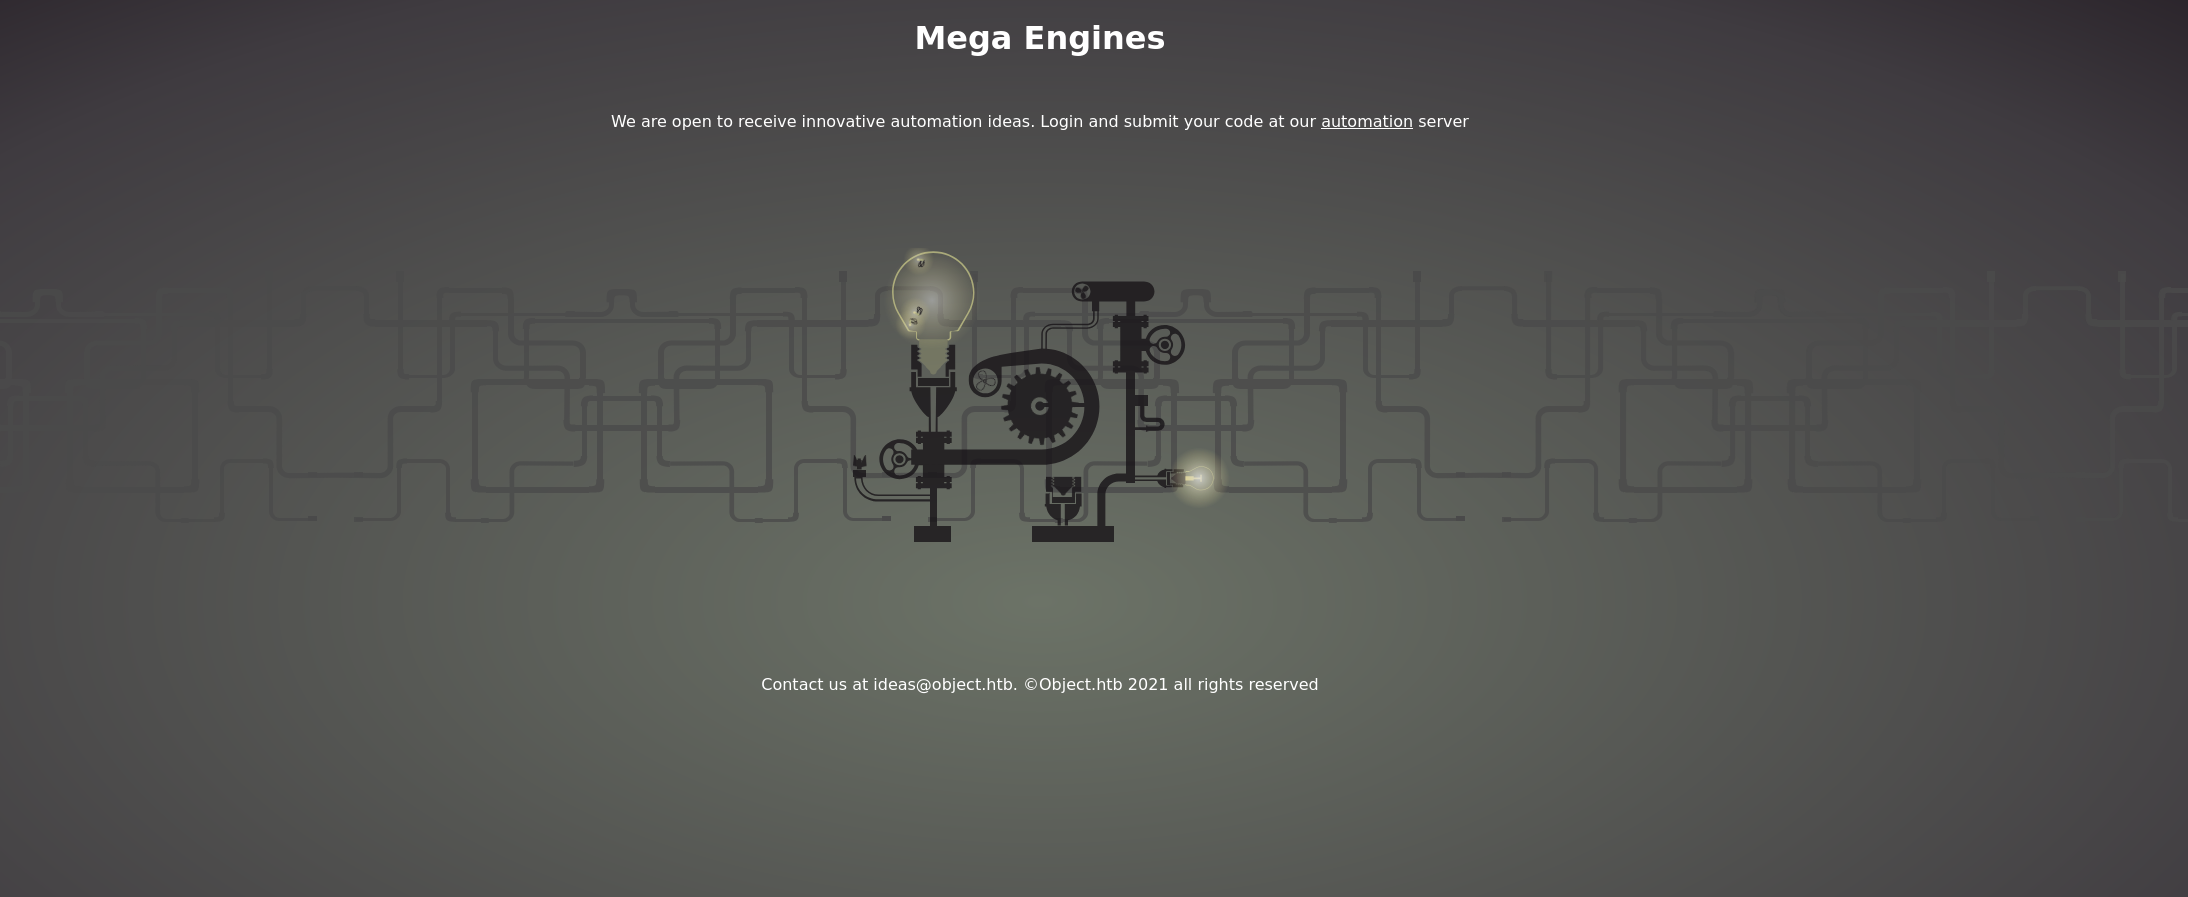 Mega Engines
We are open to receive innovative automation ideas. Login and submit your code at our automation server
Contact us at ideas@object.htb. ©Object.htb 2021 all rights reserved